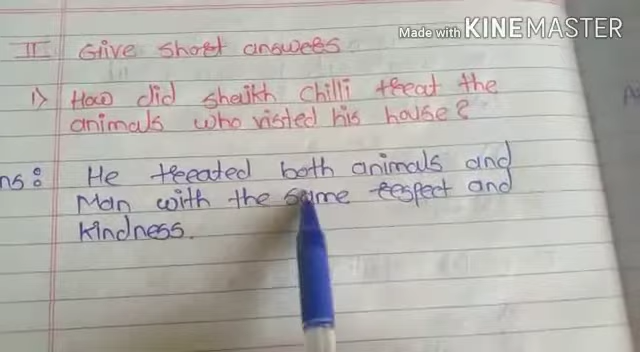 Made with KINEMASTER
II Give short answers
1) How did sheikh Chilli treat the
animals who visted his house?
ns: He treated both animals and
Man with the same respect and
kindness.